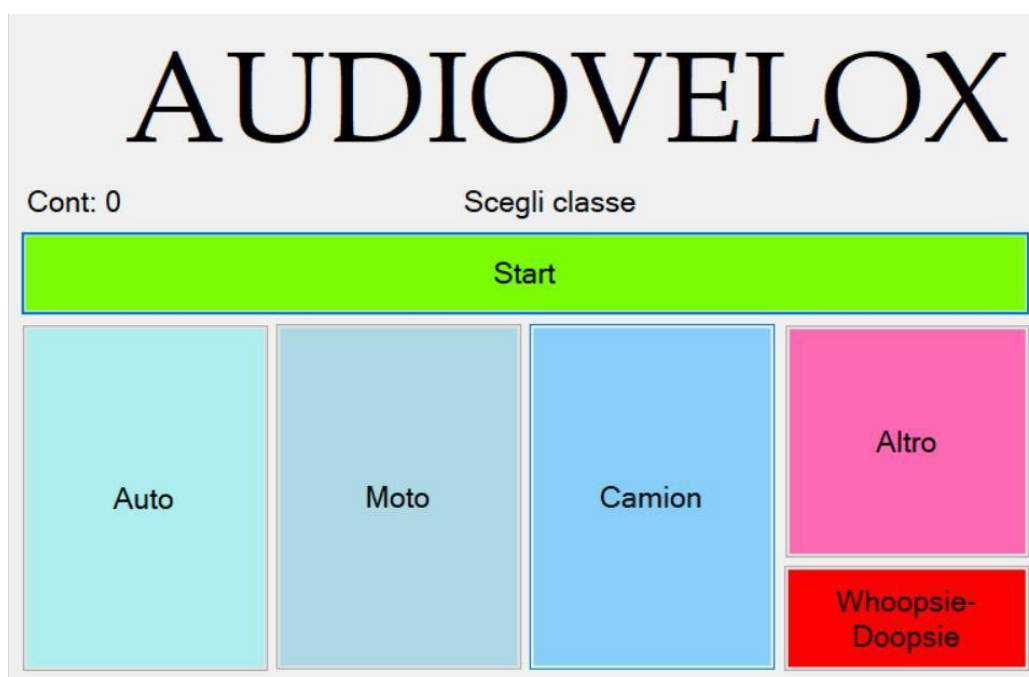 AUDIOVELOX
Cont: 0
Scegli classe
Start
Auto
Moto
Camion
Altro
Whoopsie-
Doopsie